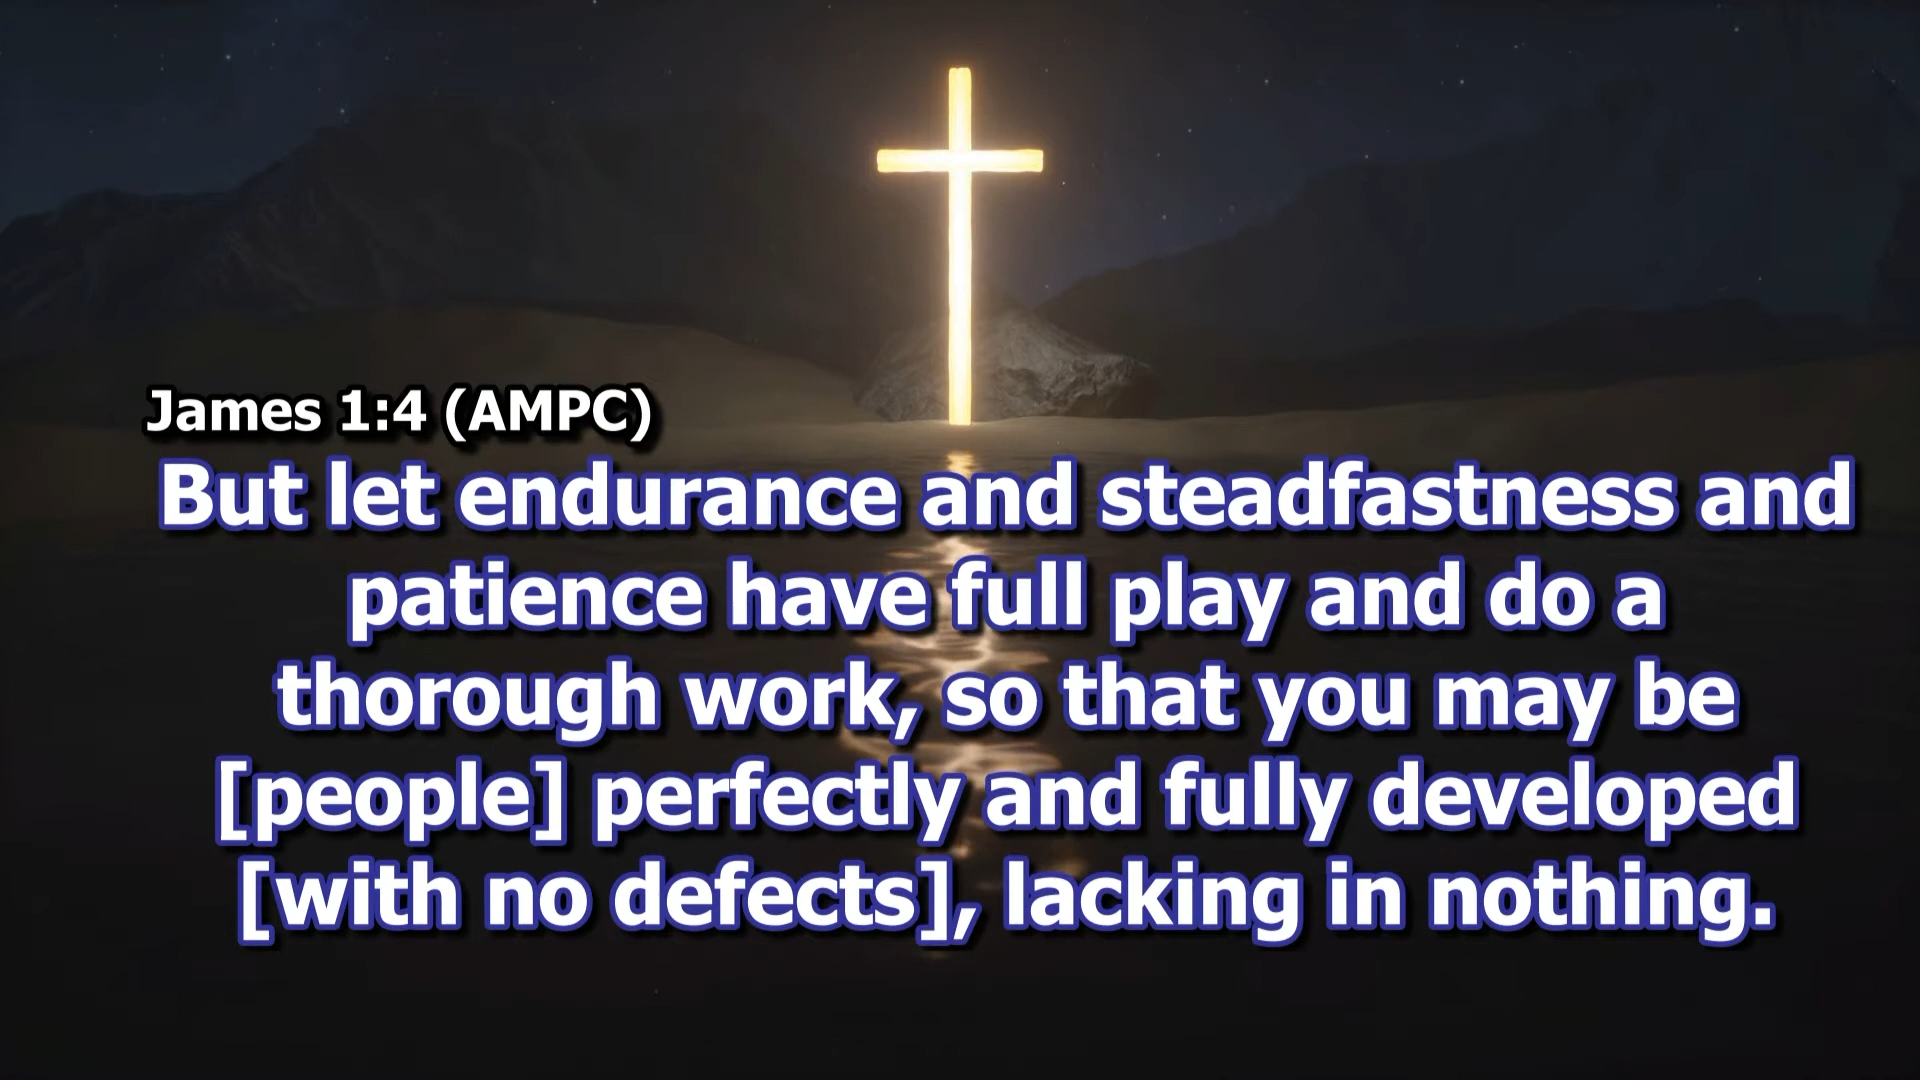 James 1:4 (AMPC)
But let endurance and steadfastness and
patience have full play and do a
thorough work, so that you may be
[people] perfectly and fully developed
[with no defects], lacking in nothing.